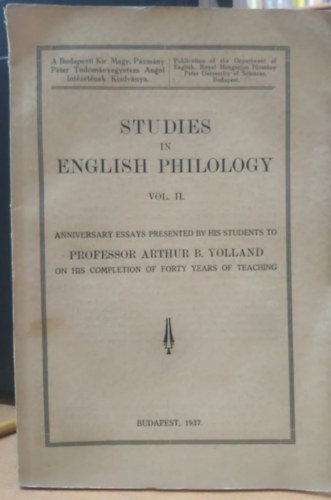 A Budapesti Kir. Magy. Pázmány
Péter Tudományegyetem Angol
Intézetének Kiadványa.
Publication of the Department of
English, Royal Hungarian Pázmány
Péter University of Sciences,
Budapest.
STUDIES
IN
ENGLISH PHILOLOGY
VOL. II.
ANNIVERSARY ESSAYS PRESENTED BY HIS STUDENTS TO
PROFESSOR ARTHUR B. YOLLAND
ON HIS COMPLETION OF FORTY YEARS OF TEACHING
BUDAPEST, 1937.